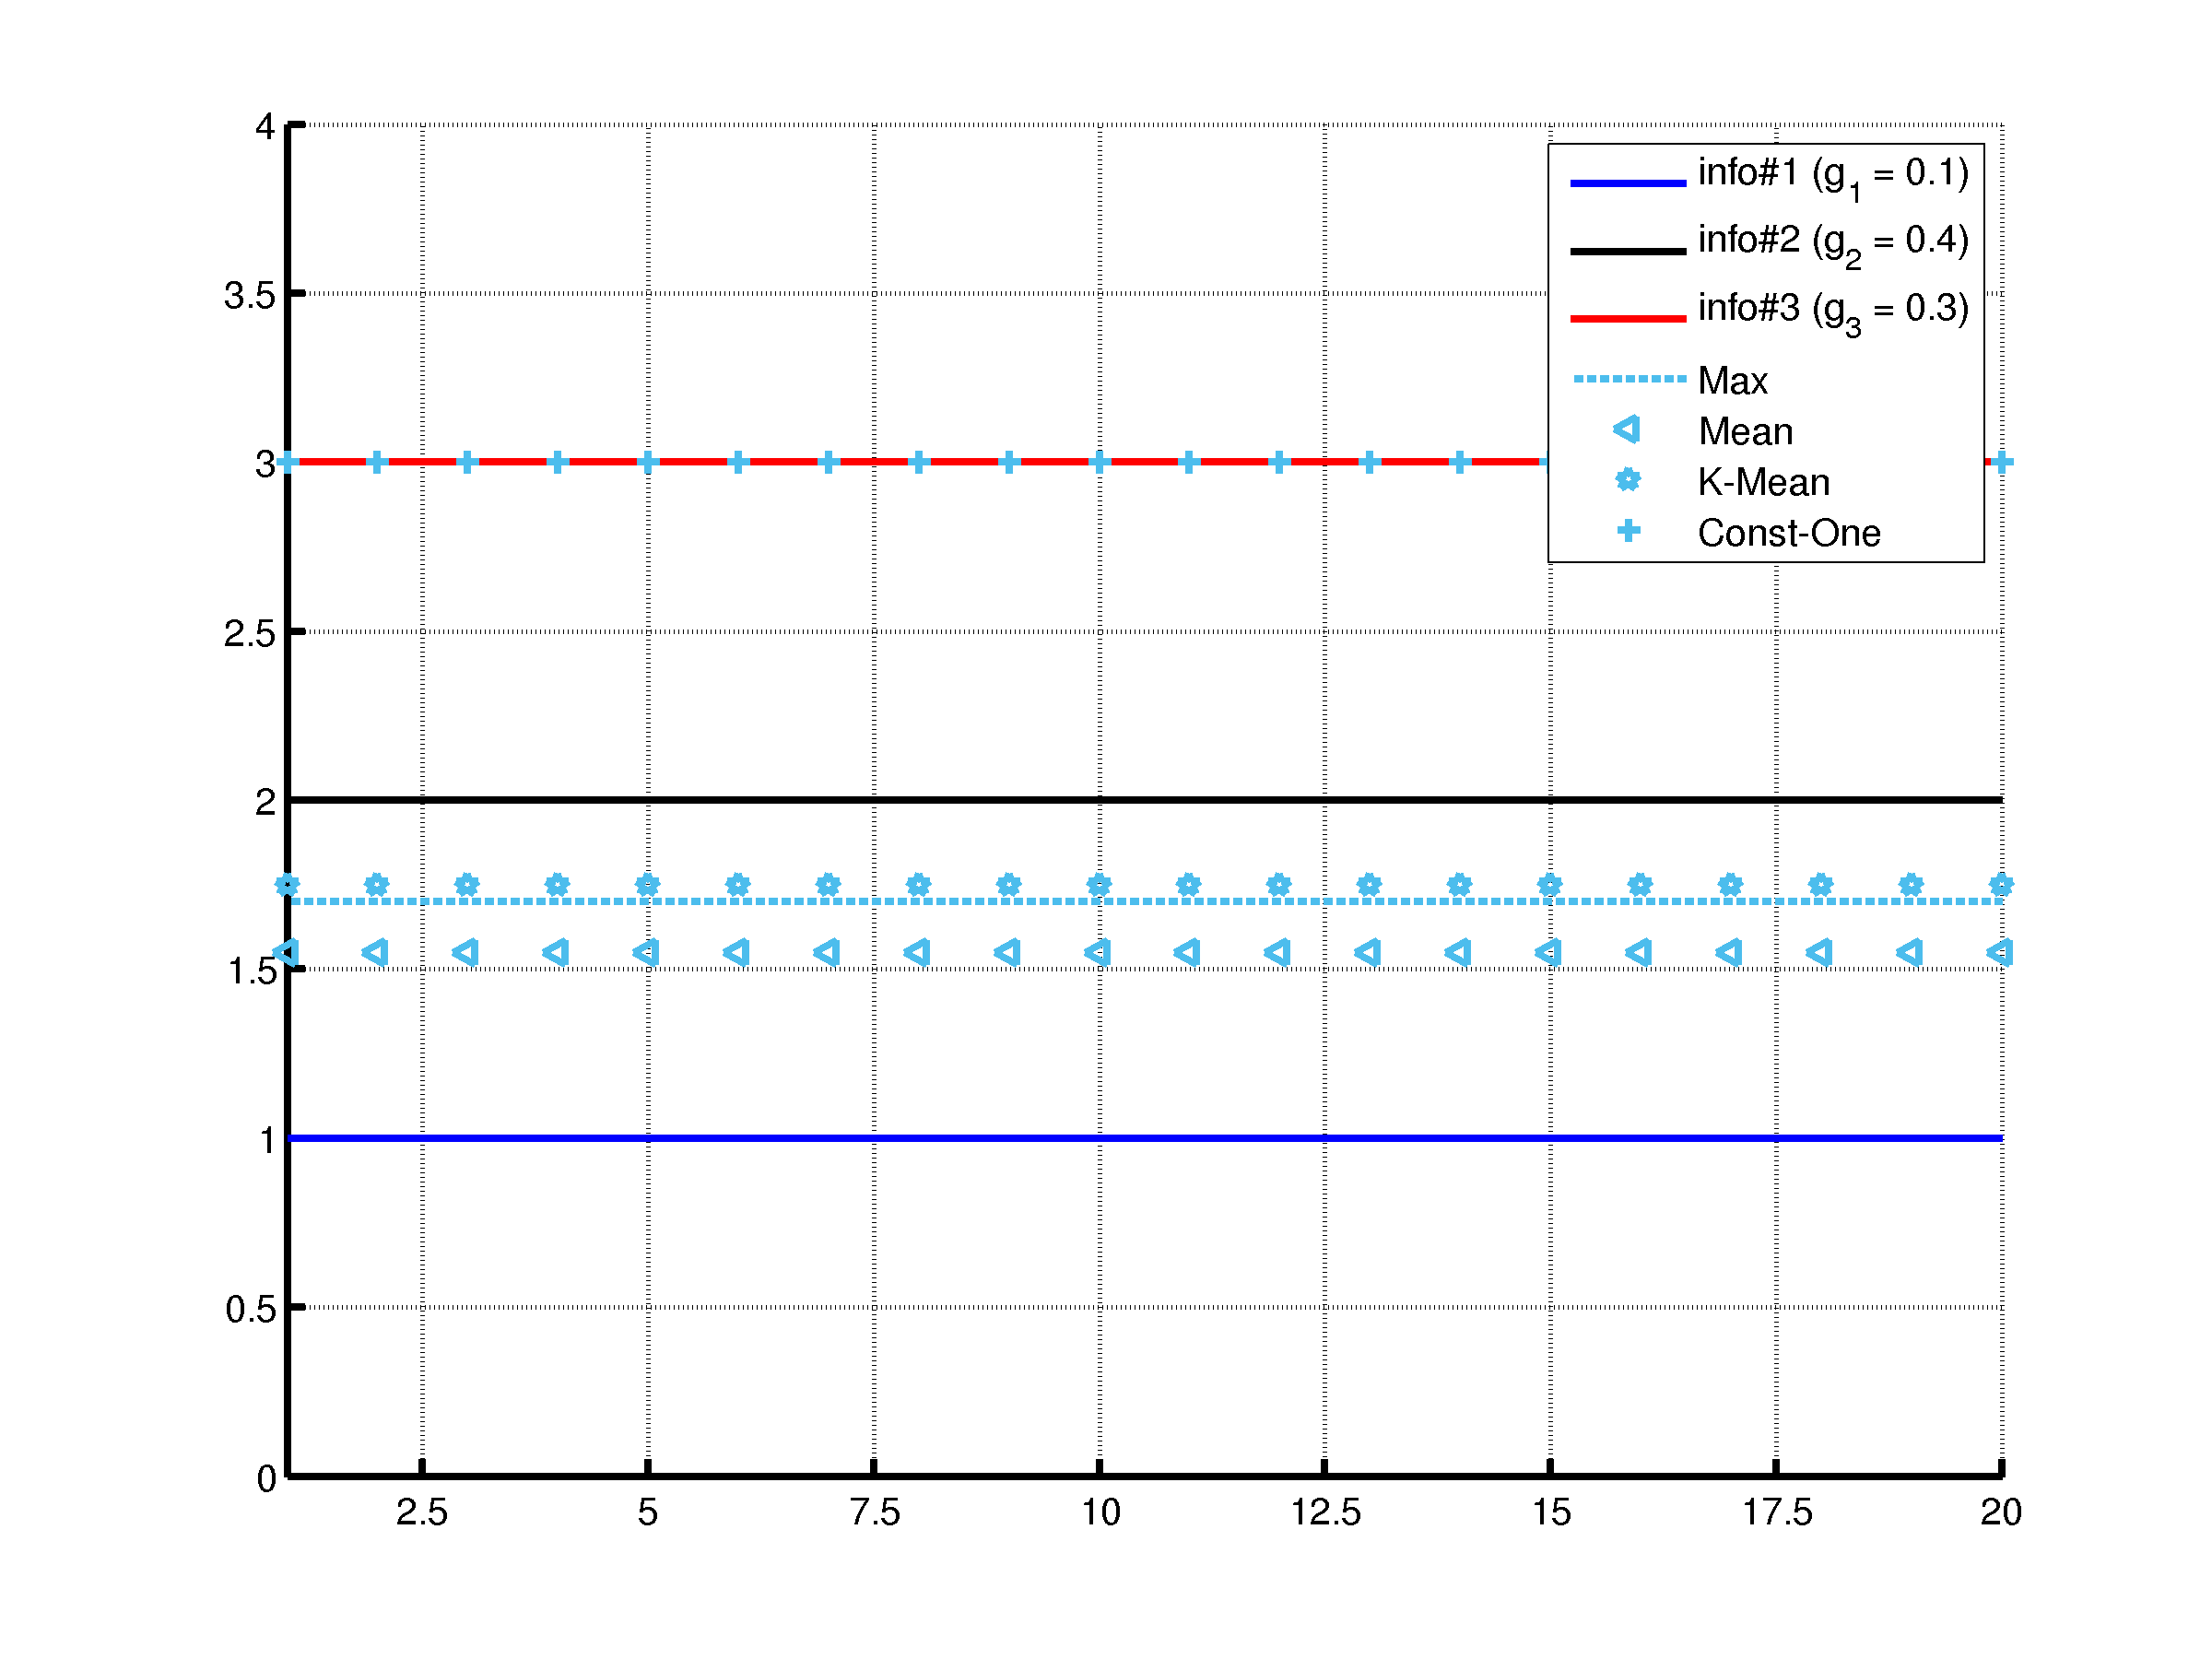 4
3.5
3
2.5
2
1.5
1
0.5
0
2.5 5 7.5 10 12.5 15 17.5 20
info#1 (g1 = 0.1)
info#2 (g2 = 0.4)
info#3 (g3 = 0.3)
Max
Mean
K-Mean
Const-One